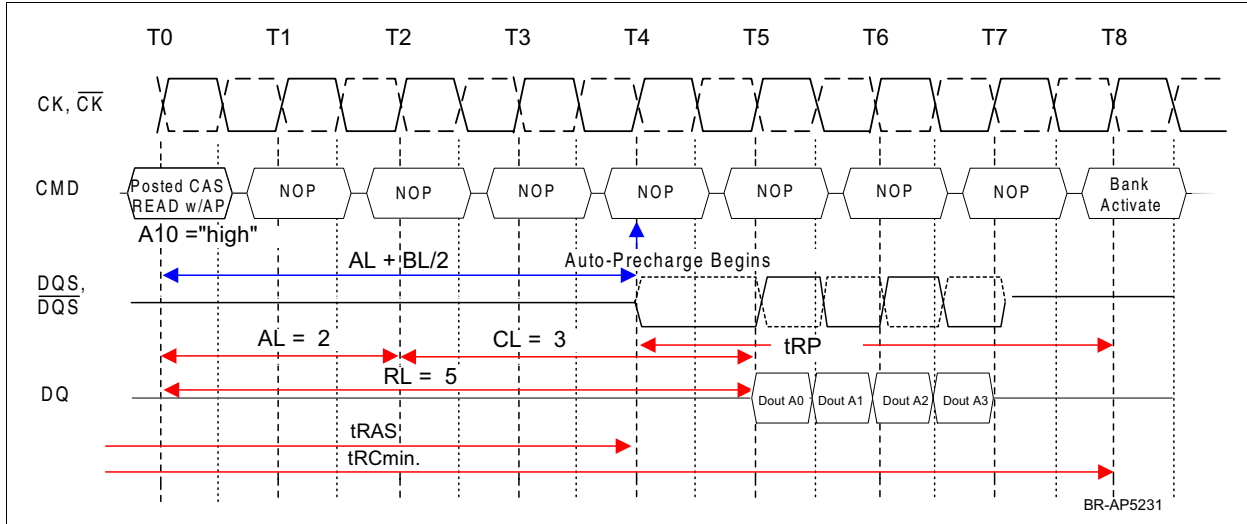 T0 T1 T2 T3 T4 T5 T6 T7 T8
CK, CK
CMD
Posted CAS
READ w/AP
NOP NOP NOP NOP NOP NOP NOP
Bank
Activate
A10 ="high"
AL + BL/2
Auto-Precharge Begins
DQS,
DQS
AL = 2
CL = 3
tRP
RL = 5
DQ
Dout A0 Dout A1 Dout A2 Dout A3
tRAS
tRCmin.
BR-AP5231